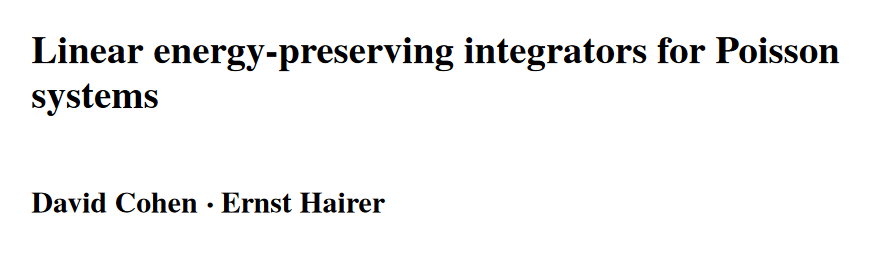 Linear energy-preserving integrators for Poisson
systems
David Cohen · Ernst Hairer